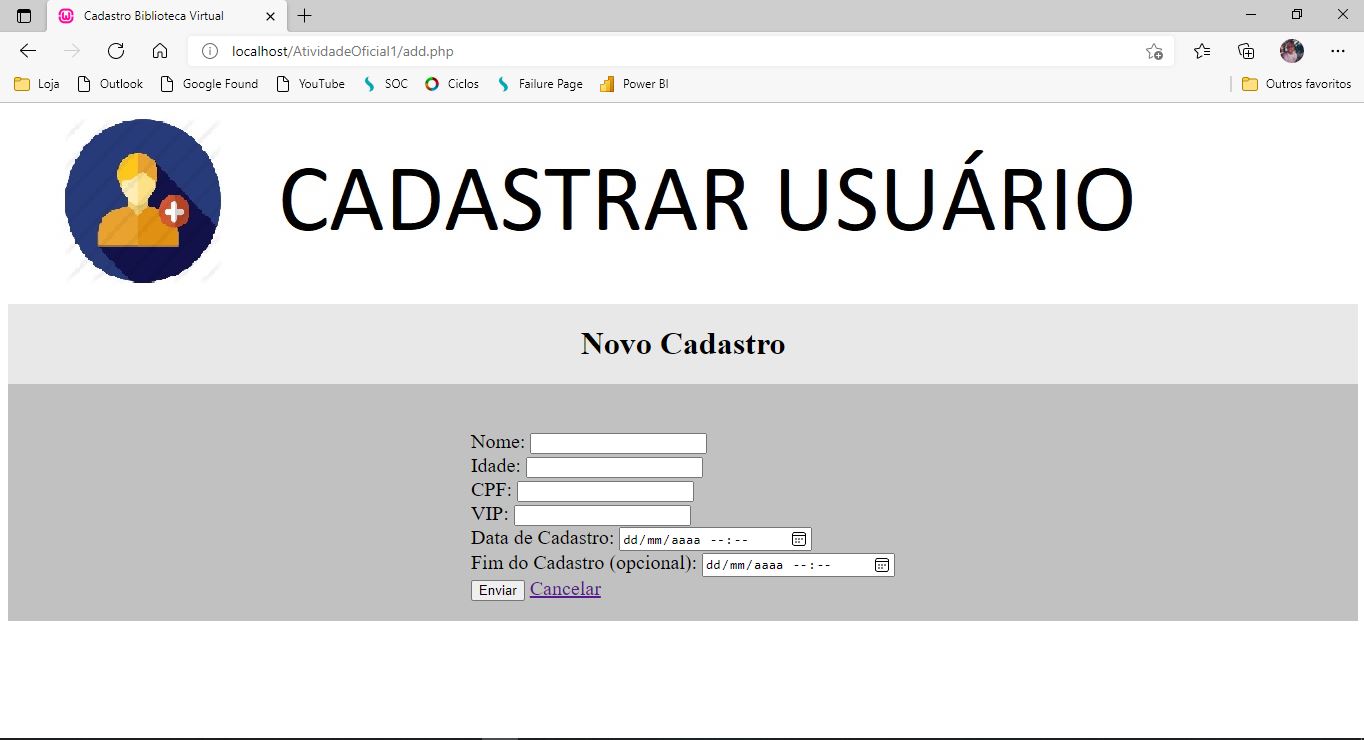 Cadastro Biblioteca Virtual
localhost/AtividadeOficial1/add.php
Loja Outlook Google Found YouTube SOC Ciclos Failure Page Power BI Outros favoritos
CADASTRAR USUÁRIO
Novo Cadastro
Nome:
Idade:
CPF:
VIP:
Data de Cadastro: dd/mm/aaaa --:--
Fim do Cadastro (opcional): dd/mm/aaaa --:--
Enviar Cancelar